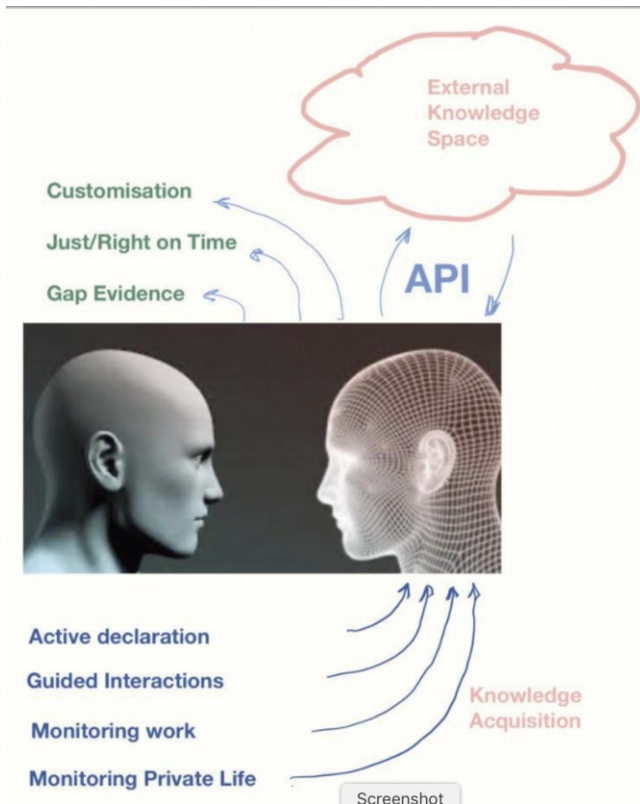 External
Knowledge
Space
Customisation
Just/Right on Time
Gap Evidence
API
Active declaration
Guided Interactions
Monitoring work
Monitoring Private Life
Knowledge
Acquisition
Screenshot